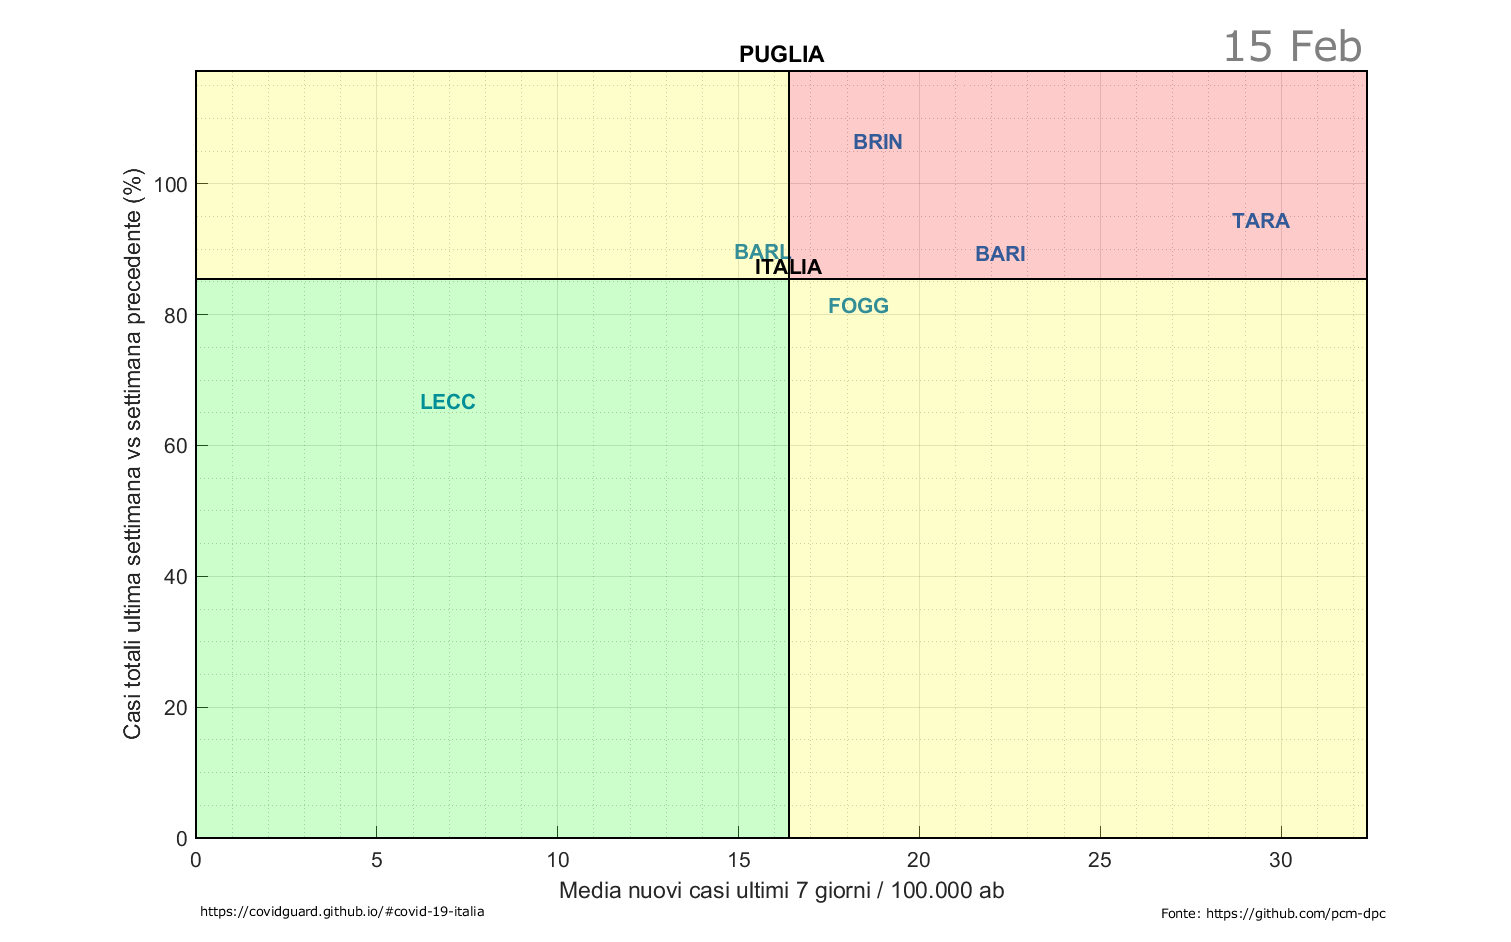 15 Feb
PUGLIA
BRIN
TARA
BARL
BARI
ITALIA
FOGG
LECC
Casi totali ultima settimana vs settimana precedente (%)
100
80
60
40
20
0
0 5 10 15 20 25 30
Media nuovi casi ultimi 7 giorni / 100.000 ab
https://covidguard.github.io/#covid-19-italia
Fonte: https://github.com/pcm-dpc